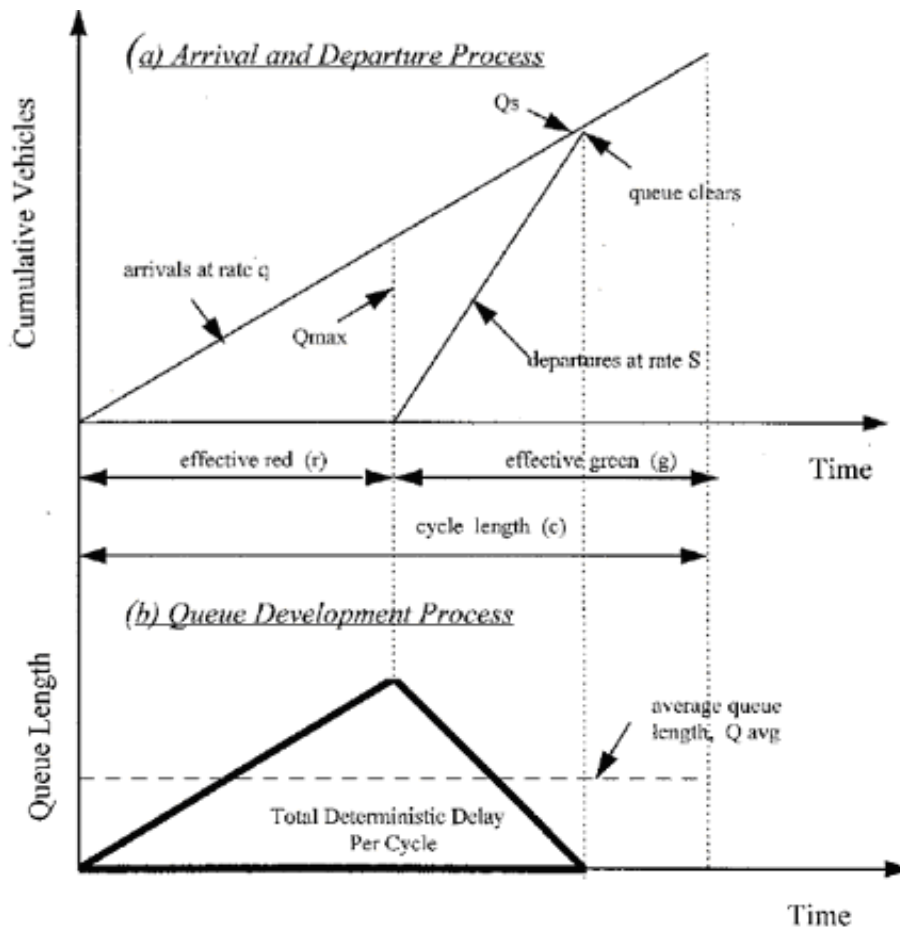 (a) Arrival and Departure Process
Qs
queue clears
Cumulative Vehicles
arrivals at rate q
Qmax
departures at rate S
effective red (r)
effective green (g)
Time
cycle length (c)
(b) Queue Development Process
Queue Length
average queue
length, Q avg
Total Deterministic Delay
Per Cycle
Time